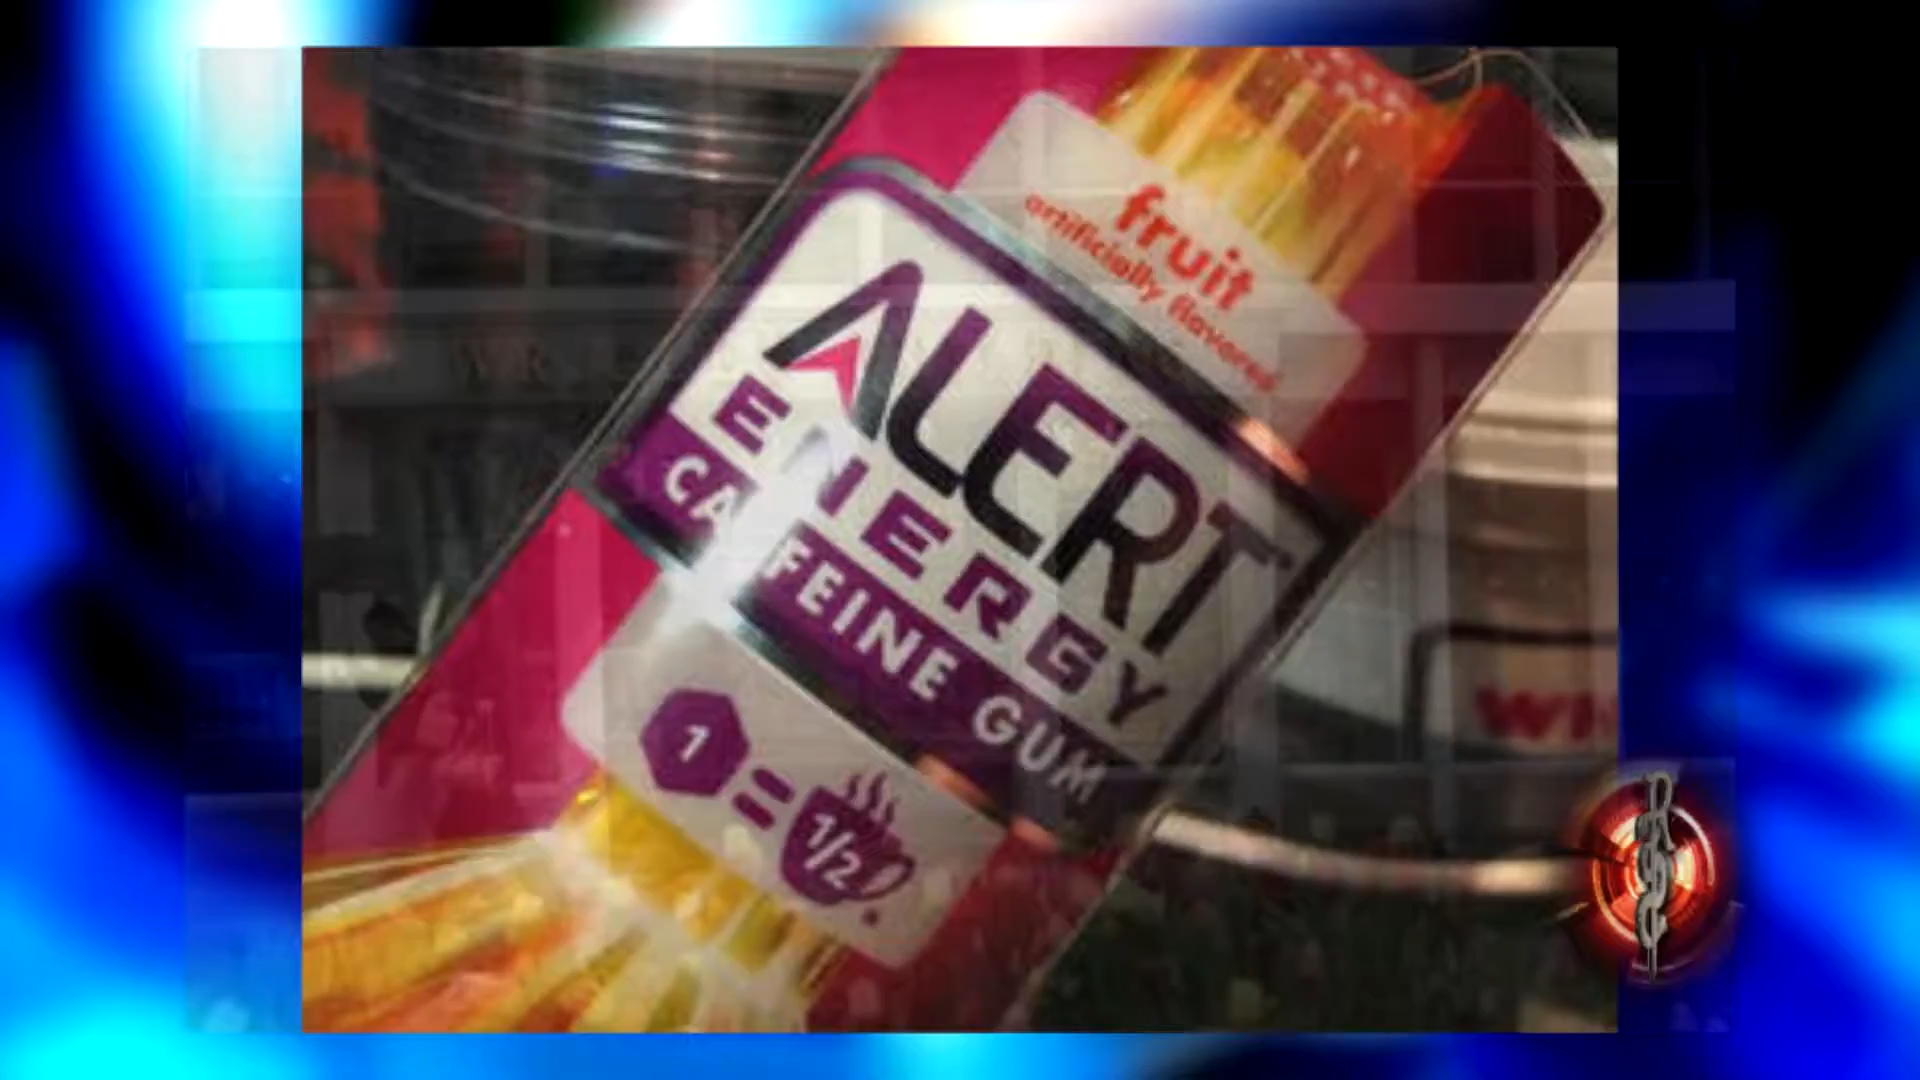 fruit
artificially flavored
ALERT
ENERGY
CAFFEINE GUM
1 = 1/2